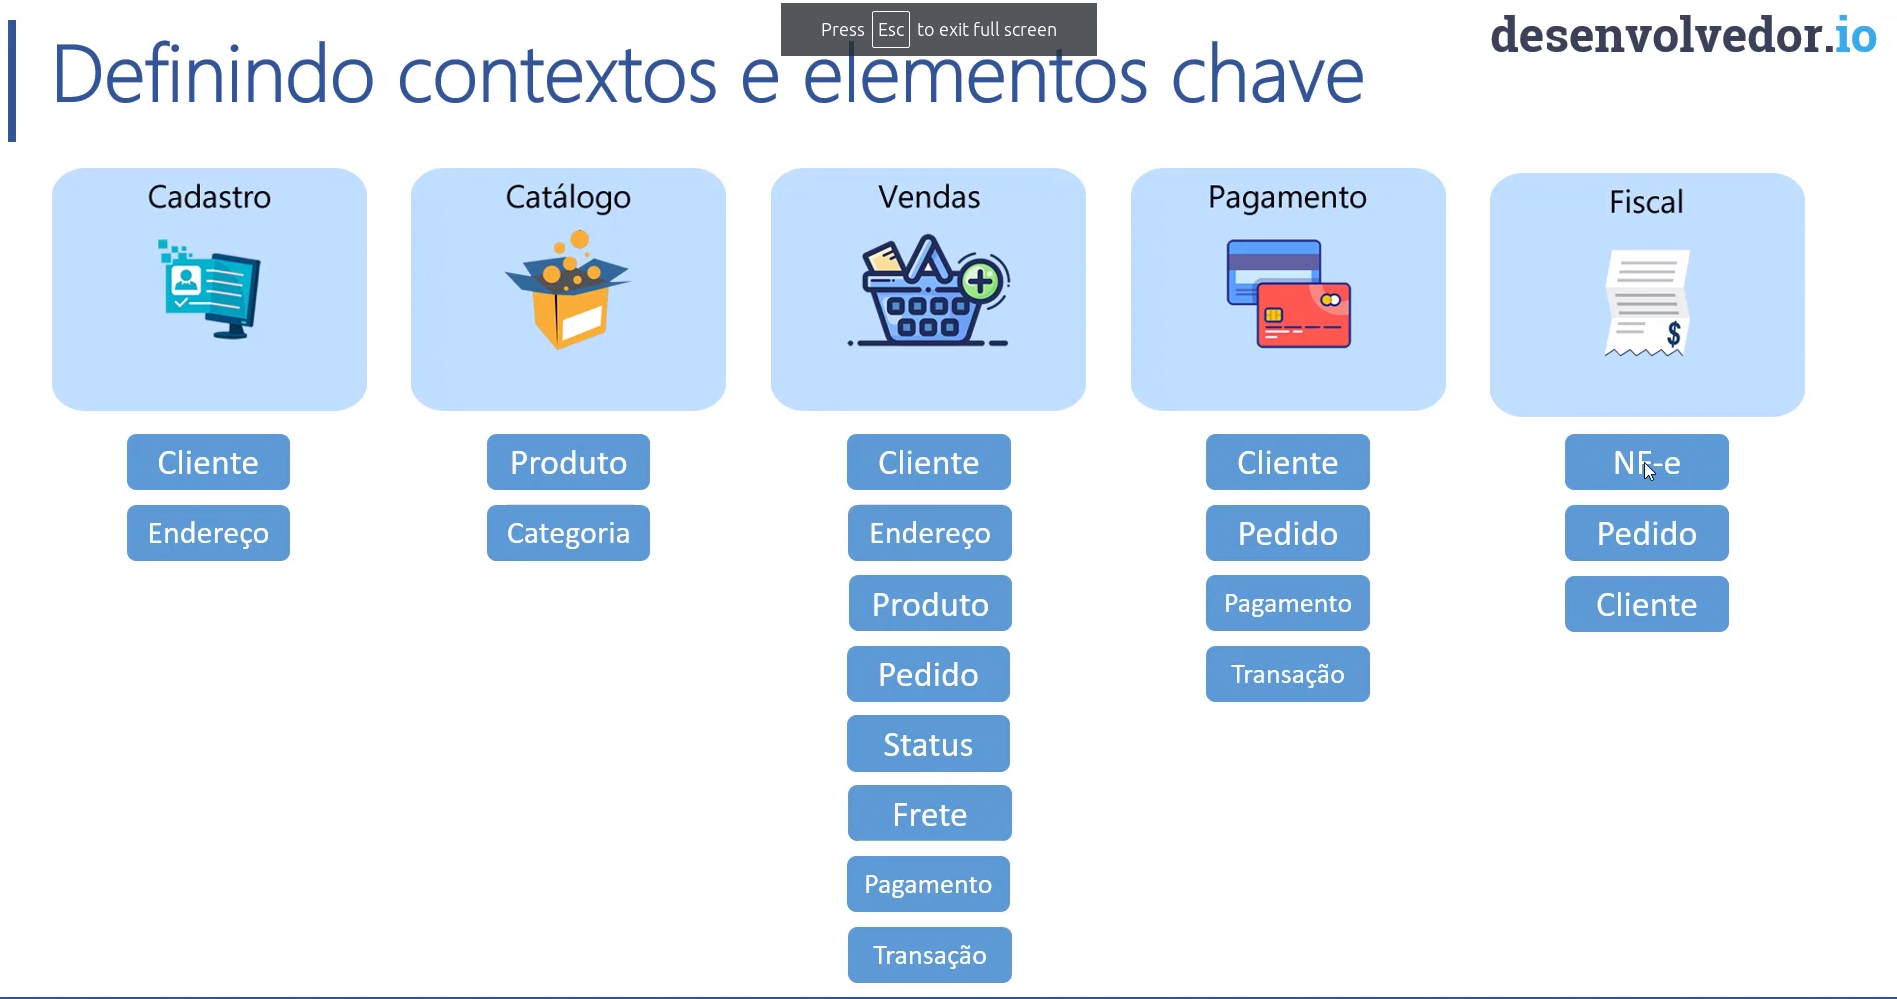 Press Esc to exit full screen
desenvolvedor.io
Definindo contextos e elementos chave
Cadastro
Cliente
Endereço
Catálogo
Produto
Categoria
Vendas
Cliente
Endereço
Produto
Pedido
Status
Frete
Pagamento
Transação
Pagamento
Cliente
Pedido
Pagamento
Transação
Fiscal
$
NF-e
Pedido
Cliente